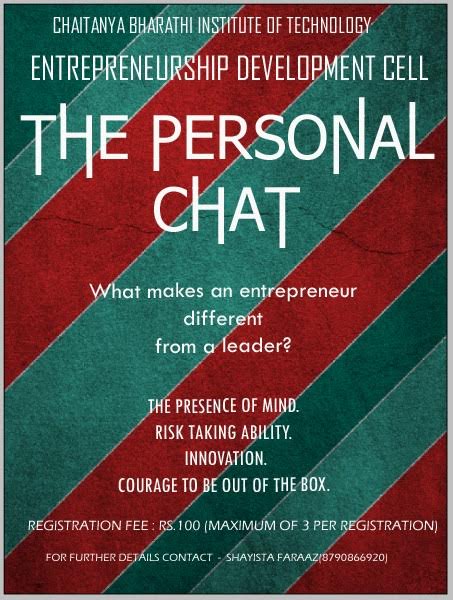 CHAITANYA BHARATHI INSTITUTE OF TECHNOLOGY
ENTREPRENEURSHIP DEVELOPMENT CELL
THE PERSONAL
CHAT
What makes an entrepreneur
different
from a leader?
THE PRESENCE OF MIND.
RISK TAKING ABILITY.
INNOVATION.
COURAGE TO BE OUT OF THE BOX.
REGISTRATION FEE : RS.100 (MAXIMUM OF 3 PER REGISTRATION)
FOR FURTHER DETAILS CONTACT - SHAYISTA FARAAZ(8790866920)